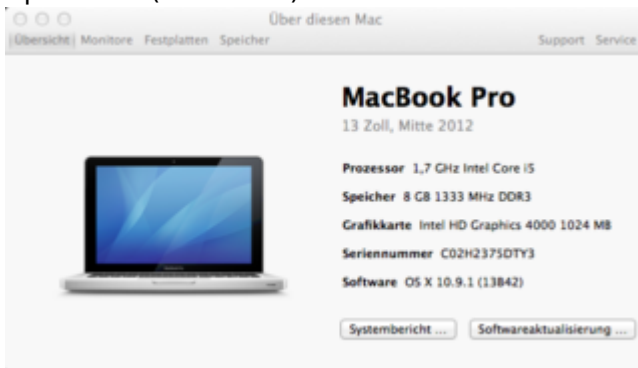 Über diesen Mac
Übersicht Monitore Festplatten Speicher Support Service
MacBook Pro
13 Zoll, Mitte 2012
Prozessor 1,7 GHz Intel Core i5
Speicher 8 GB 1333 MHz DDR3
Grafikkarte Intel HD Graphics 4000 1024 MB
Seriennummer C02H2375DTY3
Software OS X 10.9.1 (13B42)
Systembericht ... Softwareaktualisierung ...